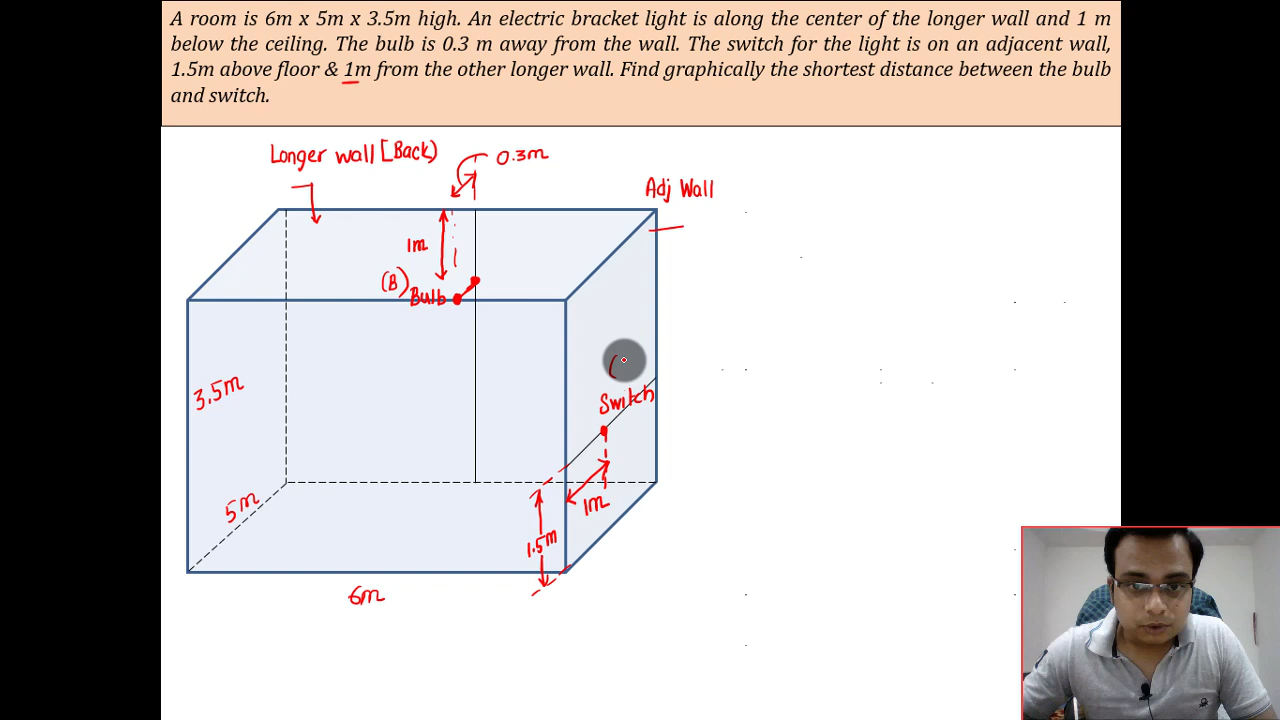 A room is 6m x 5m x 3.5m high. An electric bracket light is along the center of the longer wall and 1 m
below the ceiling. The bulb is 0.3 m away from the wall. The switch for the light is on an adjacent wall,
1.5m above floor & 1m from the other longer wall. Find graphically the shortest distance between the bulb
and switch.
Longer wall [Back)
0.3m
Adj Wall
1m
(B)
Bulb
(
3.5m
Switch
5m
1m
1.5m
6m